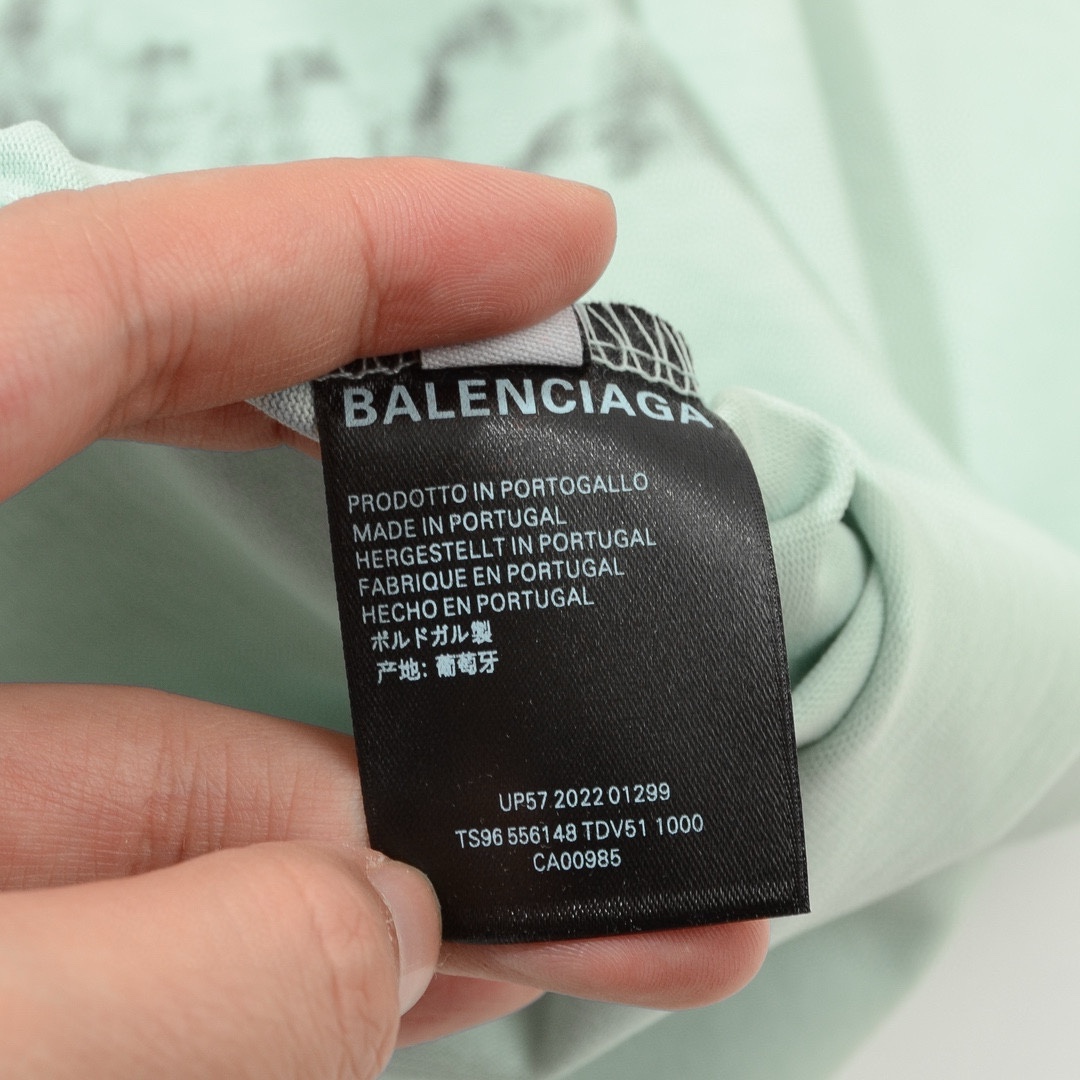 BALENCIAGA
PRODOTTO IN PORTOGALLO
MADE IN PORTUGAL
HERGESTELLT IN PORTUGAL
FABRIQUE EN PORTUGAL
HECHO EN PORTUGAL
ポルドガル製
产地: 葡萄牙
UP57 2022 01299
TS96 556148 TDV51 1000
CA00985